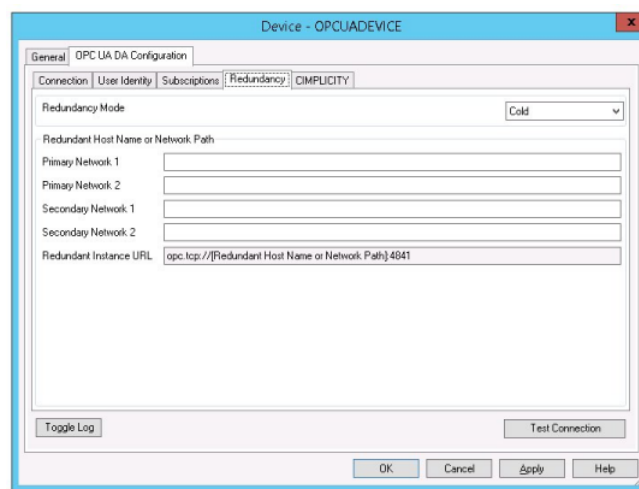 Device - OPCUADEVICE
x
General
OPC UA DA Configuration
Connection
User Identity
Subscriptions
Redundancy
CIMPLICITY
Redundancy Mode
Cold
Redundant Host Name or Network Path
Primary Network 1
Primary Network 2
Secondary Network 1
Secondary Network 2
Redundant Instance URL
opc.tcp://[Redundant Host Name or Network Path]:4841
Toggle Log
Test Connection
OK
Cancel
Apply
Help